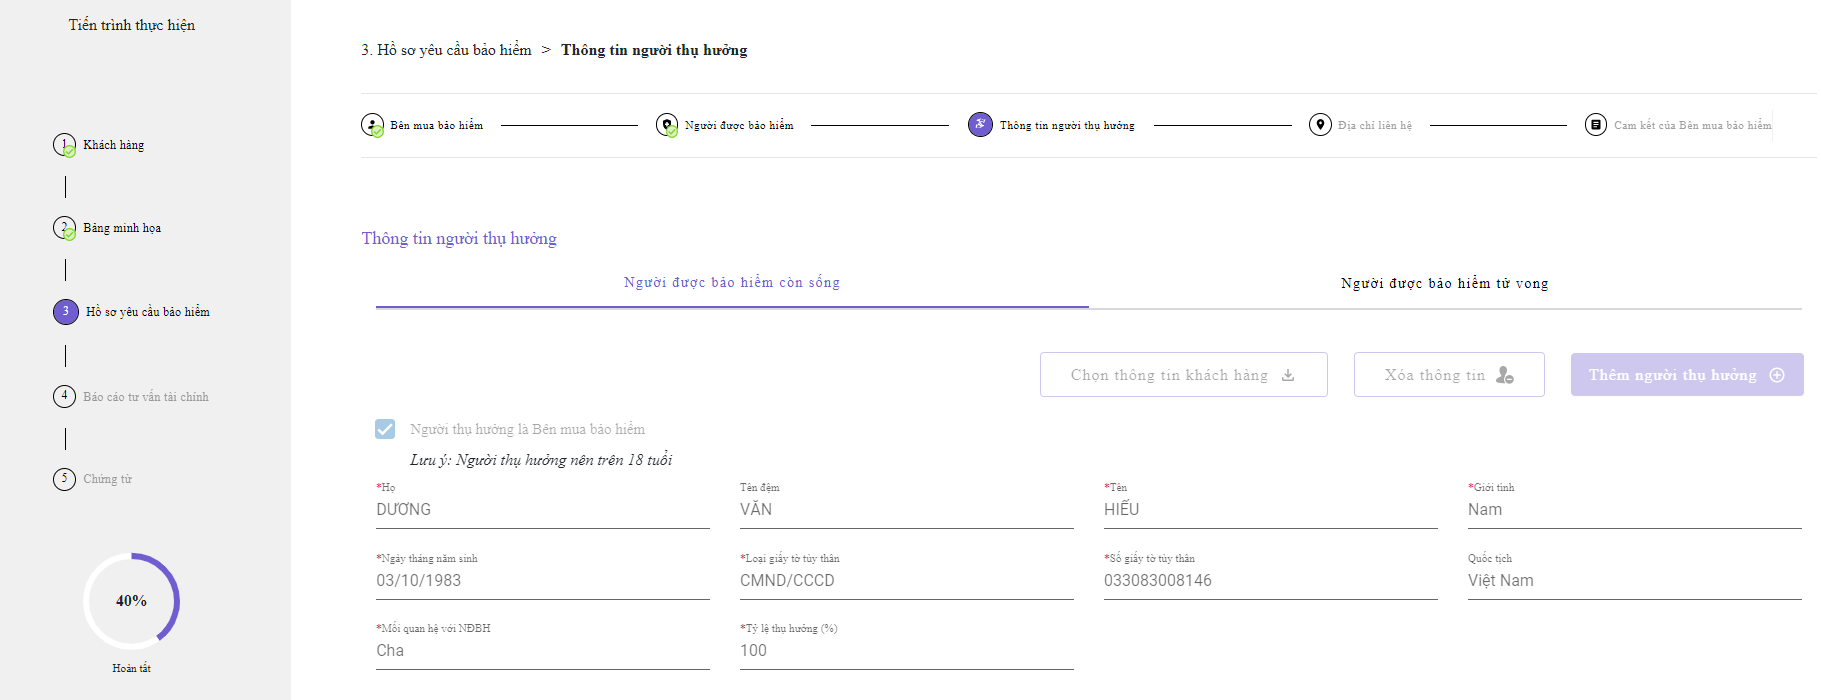 Tiến trình thực hiện
1 Khách hàng
2 Bảng minh họa
3 Hồ sơ yêu cầu bảo hiểm
4 Báo cáo tư vấn tài chính
5 Chứng từ
40%
Hoàn tất
3. Hồ sơ yêu cầu bảo hiểm > Thông tin người thụ hưởng
Bên mua bảo hiểm Người được bảo hiểm Thông tin người thụ hưởng Địa chỉ liên hệ Cam kết của Bên mua bảo hiểm
Thông tin người thụ hưởng
Người được bảo hiểm còn sống Người được bảo hiểm tử vong
Chọn thông tin khách hàng Xóa thông tin Thêm người thụ hưởng
Người thụ hưởng là Bên mua bảo hiểm
Lưu ý: Người thụ hưởng nên trên 18 tuổi
*Họ Tên đệm *Tên *Giới tính
DƯƠNG VĂN HIẾU Nam
*Ngày tháng năm sinh *Loại giấy tờ tùy thân *Số giấy tờ tùy thân Quốc tịch
03/10/1983 CMND/CCCD 033083008146 Việt Nam
*Mối quan hệ với NĐBH *Tỷ lệ thụ hưởng (%)
Cha 100